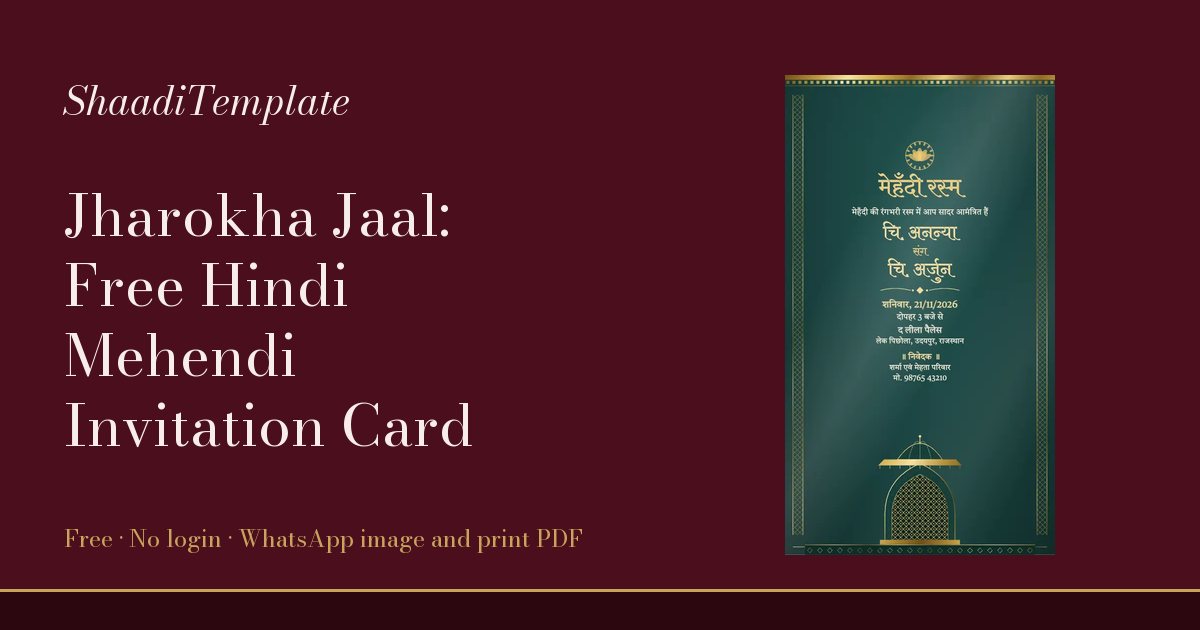 ShaadiTemplate
Jharokha Jaal:
Free Hindi
Mehendi
Invitation Card
Free · No login · WhatsApp image and print PDF
मेहँदी रस्म
मेहँदी की रंगभरी रस्म में आप सादर आमंत्रित हैं
चि. अनन्या
संग
चि. अर्जुन
शनिवार, 21/11/2026
दोपहर 3 बजे से
द लीला पैलेस
लेक पिछोला, उदयपुर, राजस्थान
॥ निवेदक ॥
शर्मा एवं मेहता परिवार
मो. 98765 43210